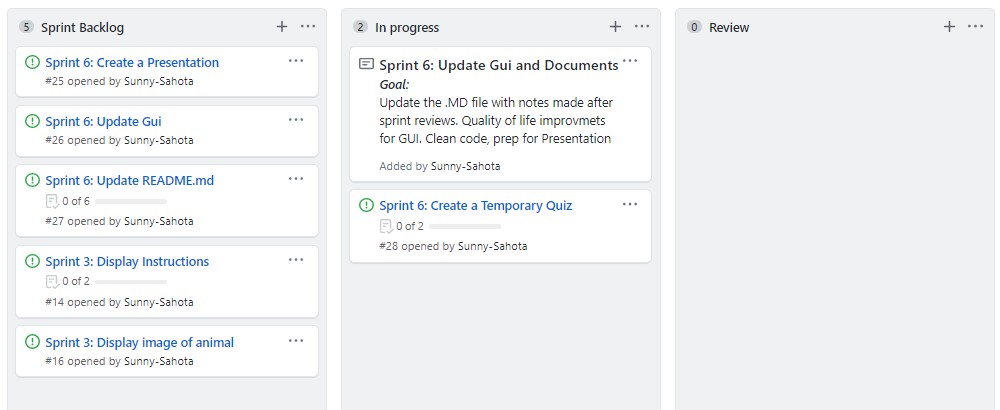 5 Sprint Backlog
Sprint 6: Create a Presentation
#25 opened by Sunny-Sahota
Sprint 6: Update Gui
#26 opened by Sunny-Sahota
Sprint 6: Update README.md
0 of 6
#27 opened by Sunny-Sahota
Sprint 3: Display Instructions
0 of 2
#14 opened by Sunny-Sahota
Sprint 3: Display image of animal
#16 opened by Sunny-Sahota
2 In progress
Sprint 6: Update Gui and Documents
Goal:
Update the .MD file with notes made after
sprint reviews. Quality of life improvmets
for GUI. Clean code, prep for Presentation
Added by Sunny-Sahota
Sprint 6: Create a Temporary Quiz
0 of 2
#28 opened by Sunny-Sahota
0 Review